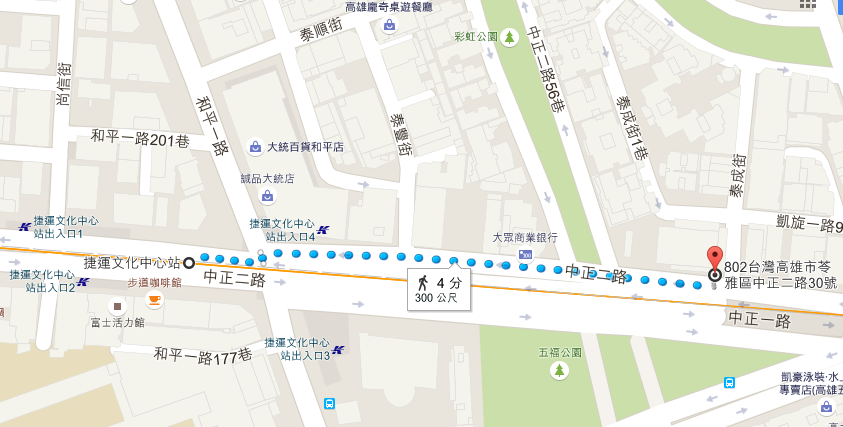 高雄龐奇桌遊餐廳
泰順街
彩虹公園
中正二路56巷
尚信街
和平一路
泰豐街
泰成街1巷
和平一路201巷
大統百貨和平店
泰成街
誠品大統店
捷運文化中心
站出入口1
捷運文化中心
站出入口4
大眾商業銀行
凱旋一路9
捷運文化中心站
中正二路
中正二路
802台灣高雄市苓
雅區中正二路30號
捷運文化中心
站出入口2
步道咖啡館
4 分
300 公尺
富士活力館
中正一路
捷運文化中心
站出入口3
和平一路177巷
五福公園
凱豪泳裝·水上
專賣店(高雄五